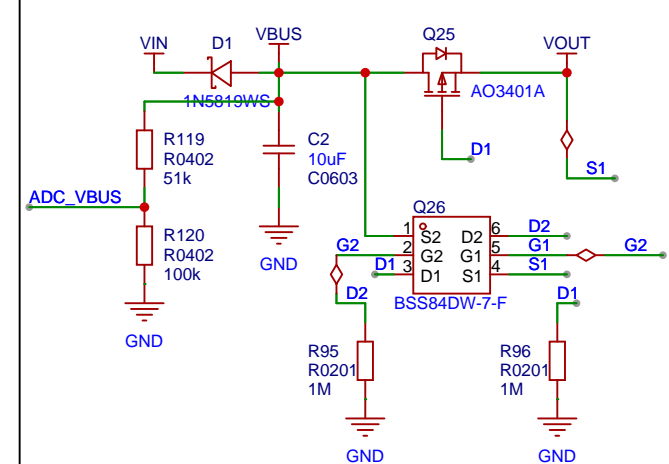 VIN
D1
VBUS
Q25
VOUT
1N5819WS
AO3401A
R119
R0402
51k
C2
10uF
C0603
D1
S1
ADC_VBUS
R120
R0402
100k
GND
GND
Q26
1
2
3
S2
G2
D1
D2
G1
S1
6
5
4
BSS84DW-7-F
G2
D1
D2
D2
G1
G2
S1
D1
R95
R0201
1M
GND
R96
R0201
1M
GND